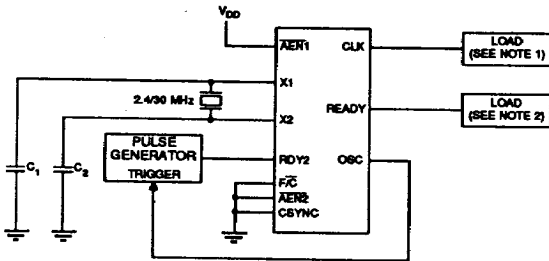 VDD
AEN1
CLK
LOAD
(SEE NOTE 1)
X1
2.4/30 MHz
READY
LOAD
(SEE NOTE 2)
X2
PULSE
GENERATOR
TRIGGER
RDY2
OSC
C1
C2
F/C
AEN2
CSYNC